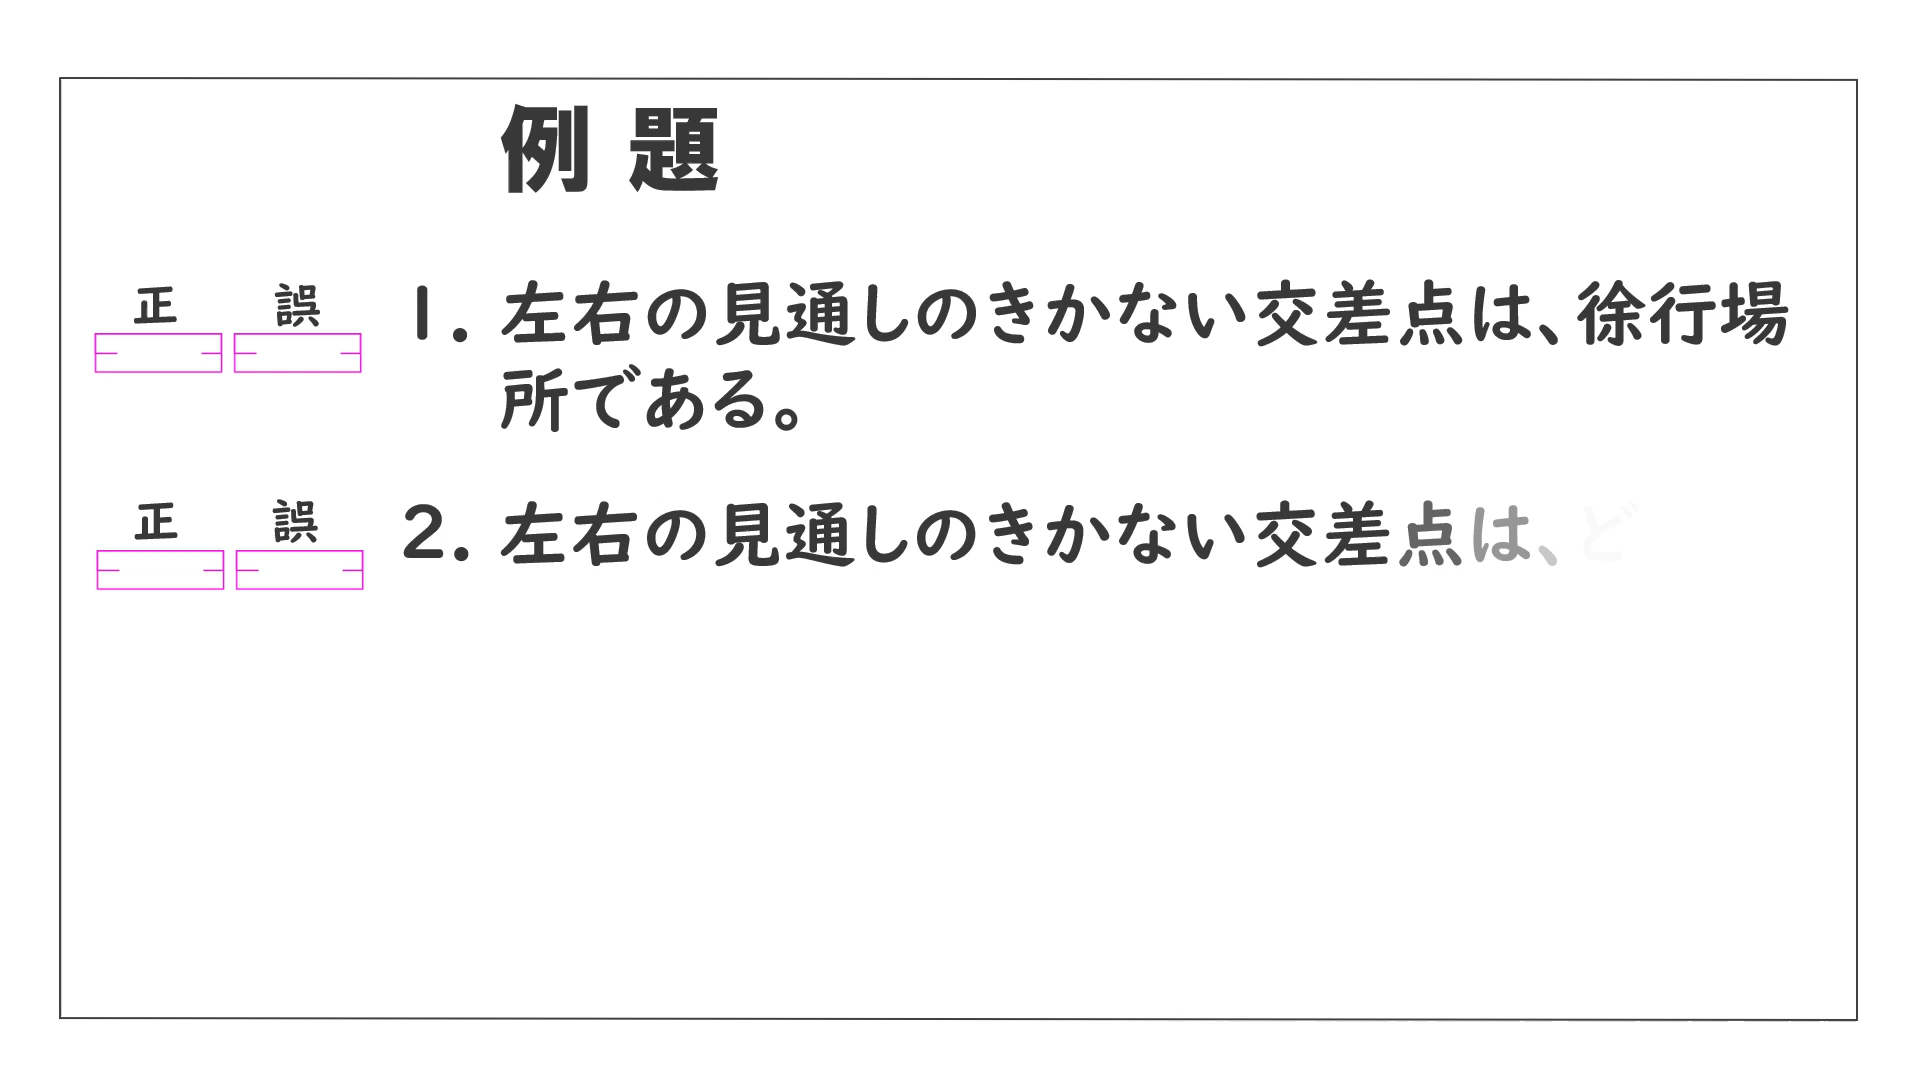 例 題
正 誤 1. 左右の見通しのきかない交差点は、徐行場
所である。
正 誤 2. 左右の見通しのきかない交差点は、ど